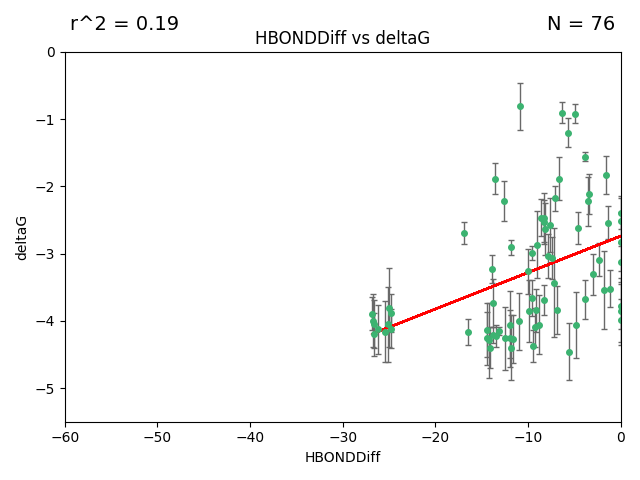 r^2 = 0.19
N = 76
HBONDDiff vs deltaG
0
−1
−2
−3
−4
−5
deltaG
−60
−50
−40
−30
−20
−10
0
HBONDDiff